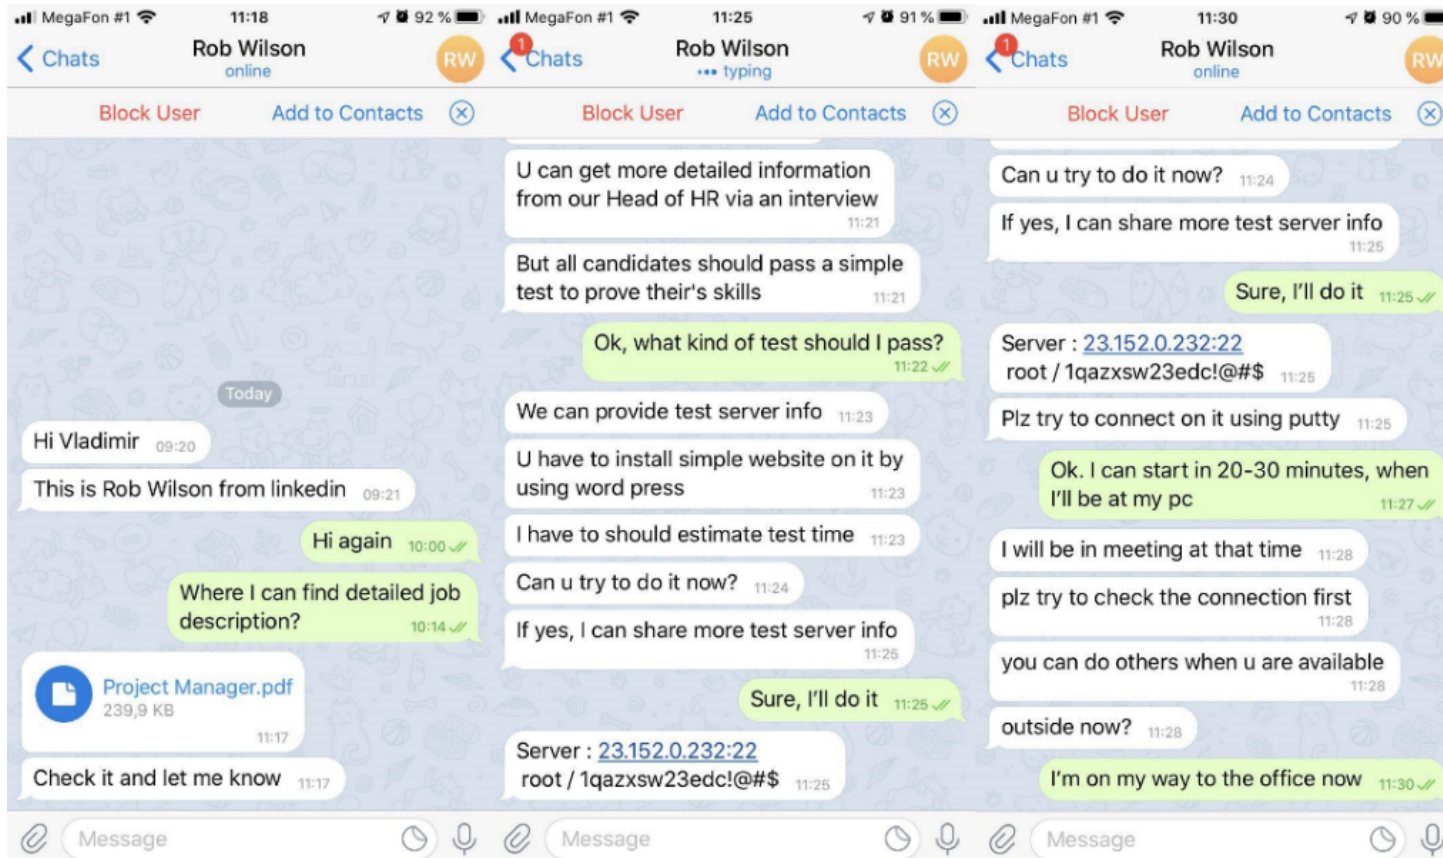 MegaFon #1 11:18 92 %
Chats
Rob Wilson
online
RW
Block User
Add to Contacts
Today
Hi Vladimir 09:20
This is Rob Wilson from linkedin 09:21
Hi again 10:00
Where I can find detailed job
description? 10:14
Project Manager.pdf
239,9 KB
11:17
Check it and let me know 11:17
Message
MegaFon #1 11:25 91 %
1
Chats
Rob Wilson
••• typing
RW
Block User
Add to Contacts
U can get more detailed information
from our Head of HR via an interview
11:21
But all candidates should pass a simple
test to prove their's skills 11:21
Ok, what kind of test should I pass?
11:22
We can provide test server info 11:23
U have to install simple website on it by
using word press 11:23
I have to should estimate test time 11:23
Can u try to do it now? 11:24
If yes, I can share more test server info
11:25
Sure, I'll do it 11:25
Server : 23.152.0.232:22
root / 1qazxsw23edc!@#$ 11:25
Message
MegaFon #1 11:30 90 %
1
Chats
Rob Wilson
online
RW
Block User
Add to Contacts
Can u try to do it now? 11:24
If yes, I can share more test server info
11:25
Sure, I'll do it 11:25
Server : 23.152.0.232:22
root / 1qazxsw23edc!@#$ 11:25
Plz try to connect on it using putty 11:25
Ok. I can start in 20-30 minutes, when
I'll be at my pc 11:27
I will be in meeting at that time 11:28
plz try to check the connection first
11:28
you can do others when u are available
11:28
outside now? 11:28
I'm on my way to the office now 11:30
Message